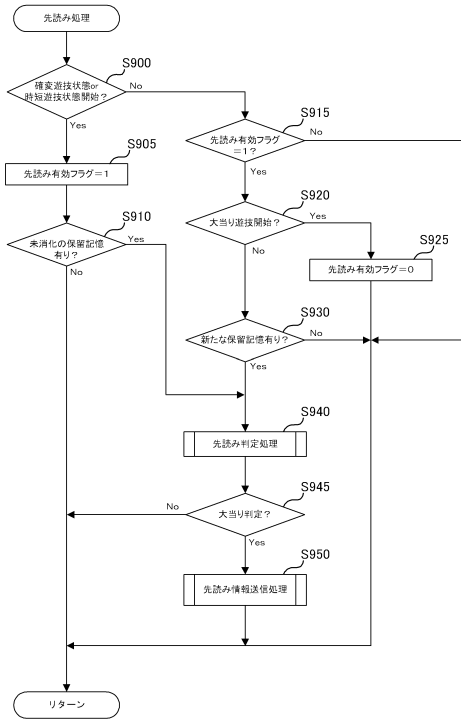 先読み処理
S900
確変遊技状態or
時短遊技状態開始？
No
Yes
S915
先読み有効フラグ
＝1？
No
Yes
S905
先読み有効フラグ＝1
S920
大当り遊技開始？
Yes
No
S910
未消化の保留記憶
有り？
Yes
No
S925
先読み有効フラグ＝0
S930
新たな保留記憶有り？
No
Yes
S940
先読み判定処理
S945
大当り判定？
No
Yes
S950
先読み情報送信処理
リターン